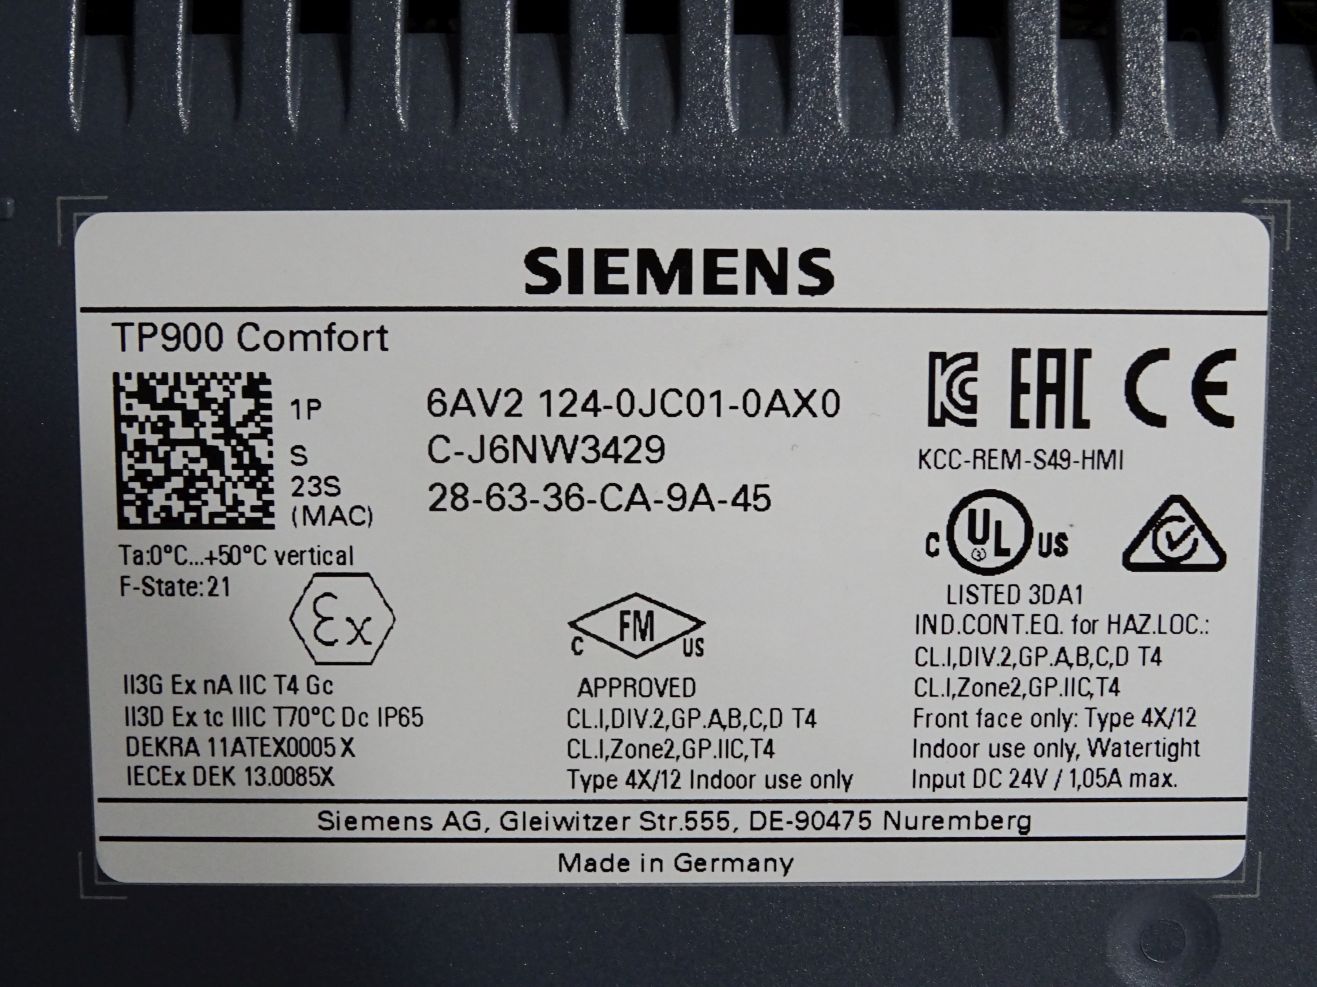 SIEMENS
TP900 Comfort
1P 6AV2 124-0JC01-0AX0
S C-J6NW3429
23S
(MAC) 28-63-36-CA-9A-45
Ta:0°C...+50°C vertical
F-State:21
Ex
II3G Ex nA IIC T4 Gc
II3D Ex tc IIIC T70°C Dc IP65
DEKRA 11ATEX0005 X
IECEx DEK 13.0085X
C FM US
APPROVED
CL.I,DIV.2,GP.A,B,C,D T4
CL.I,Zone2,GP.IIC,T4
Type 4X/12 Indoor use only
KC EAC CE
KCC-REM-S49-HMI
C UL US
LISTED 3DA1
IND.CONT.EQ. for HAZ.LOC.:
CL.I,DIV.2,GP.A,B,C,D T4
CL.I,Zone2,GP.IIC,T4
Front face only: Type 4X/12
Indoor use only, Watertight
Input DC 24V / 1,05A max.
Siemens AG, Gleiwitzer Str.555, DE-90475 Nuremberg
Made in Germany